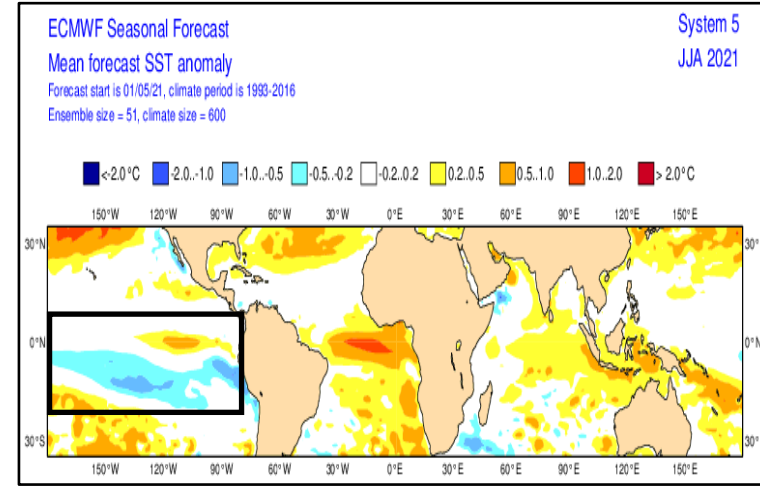 ECMWF Seasonal Forecast
System 5
Mean forecast SST anomaly
JJA 2021
Forecast start is 01/05/21, climate period is 1993-2016
Ensemble size = 51, climate size = 600
<-2.0°C -2.0..-1.0 -1.0..-0.5 -0.5..-0.2 -0.2..0.2 0.2..0.5 0.5..1.0 1.0..2.0 > 2.0°C
150°W 120°W 90°W 60°W 30°W 0°E 30°E 60°E 90°E 120°E 150°E
30°N 30°
0°N 0°N
30°S 30°
150°W 120°W 90°W 60°W 30°W 0°E 30°E 60°E 90°E 120°E 150°E